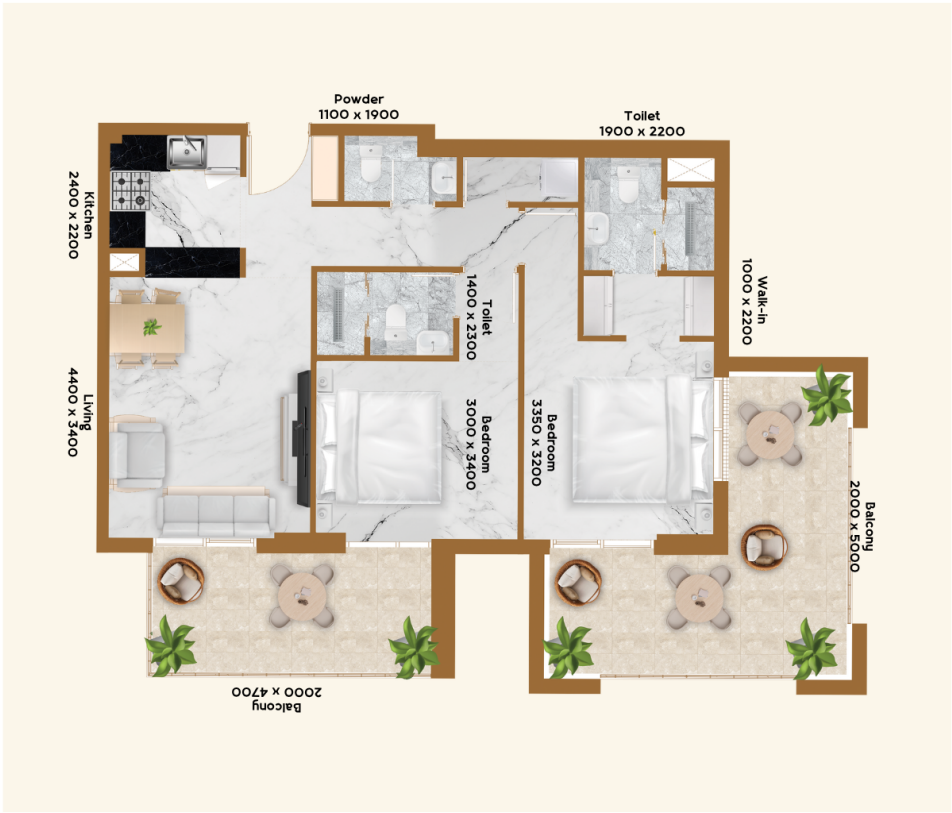 Powder
1100 x 1900
Toilet
1900 x 2200
Kitchen
2400 x 2200
Walk-in
1000 x 2200
Toilet
1400 x 2300
Living
4400 x 3400
Bedroom
3000 x 3400
Bedroom
3350 x 3200
Balcony
2000 x 5000
Balcony
2000 x 4700